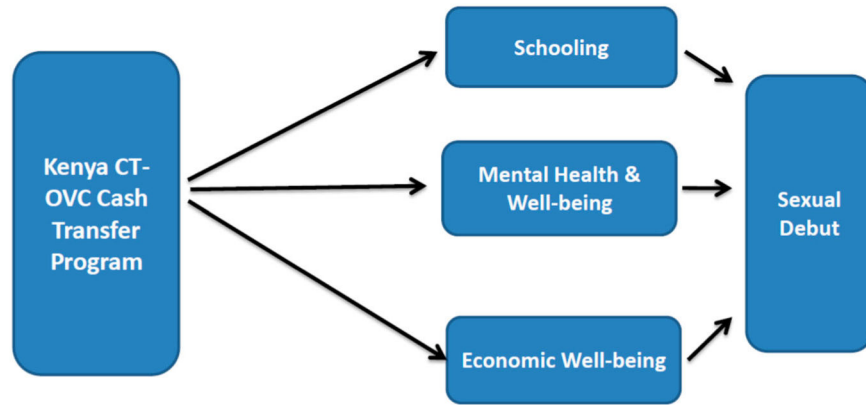 Kenya CT-
OVC Cash
Transfer
Program
Schooling
Mental Health &
Well-being
Economic Well-being
Sexual
Debut